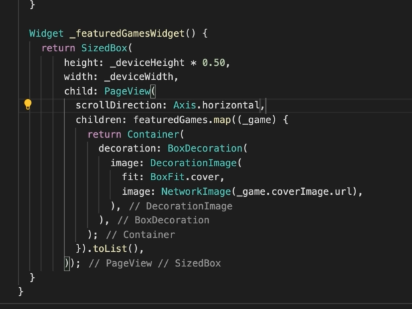 }
Widget _featuredGamesWidget() {
return SizedBox(
height: _deviceHeight * 0.50,
width: _deviceWidth,
child: PageView(
scrollDirection: Axis.horizontal,
children: featuredGames.map((_game) {
return Container(
decoration: BoxDecoration(
image: DecorationImage(
fit: BoxFit.cover,
image: NetworkImage(_game.coverImage.url),
), // DecorationImage
), // BoxDecoration
); // Container
}).toList(),
)); // PageView // SizedBox
}
}